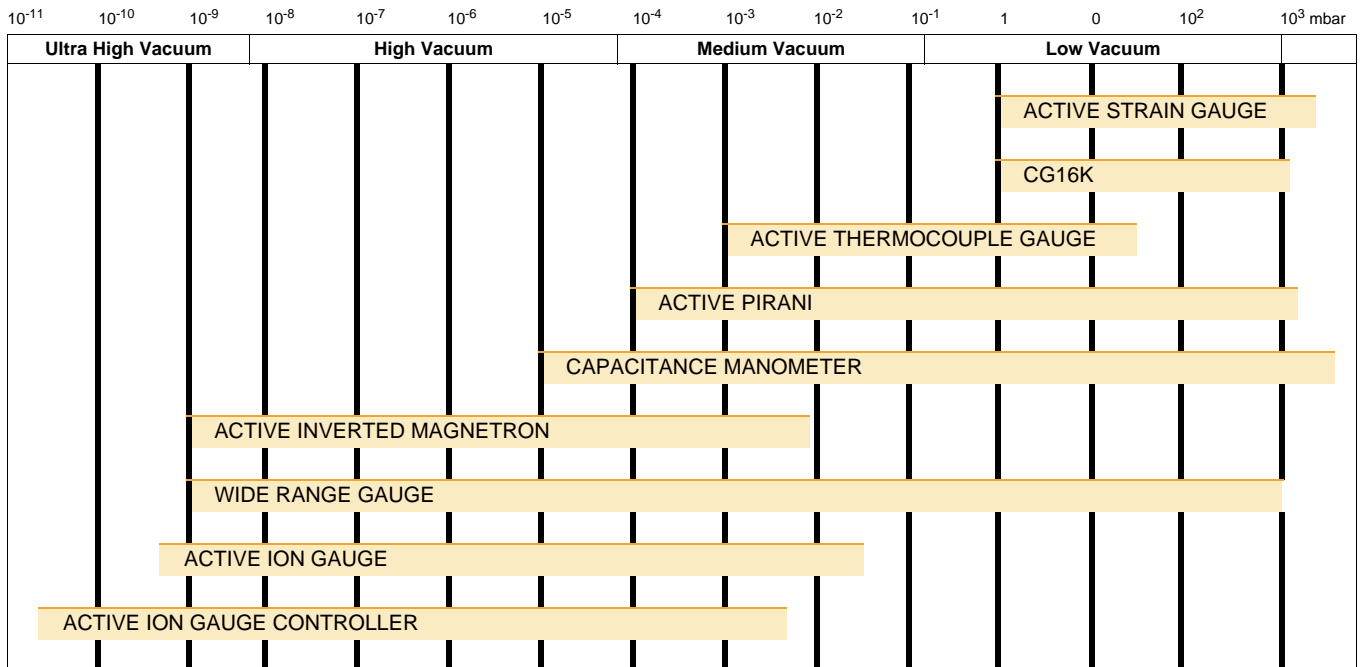 10-11 10-10 10-9 10-8 10-7 10-6 10-5 10-4 10-3 10-2 10-1 1 0 102 103 mbar
Ultra High Vacuum High Vacuum Medium Vacuum Low Vacuum
ACTIVE STRAIN GAUGE
CG16K
ACTIVE THERMOCOUPLE GAUGE
ACTIVE PIRANI
CAPACITANCE MANOMETER
ACTIVE INVERTED MAGNETRON
WIDE RANGE GAUGE
ACTIVE ION GAUGE
ACTIVE ION GAUGE CONTROLLER